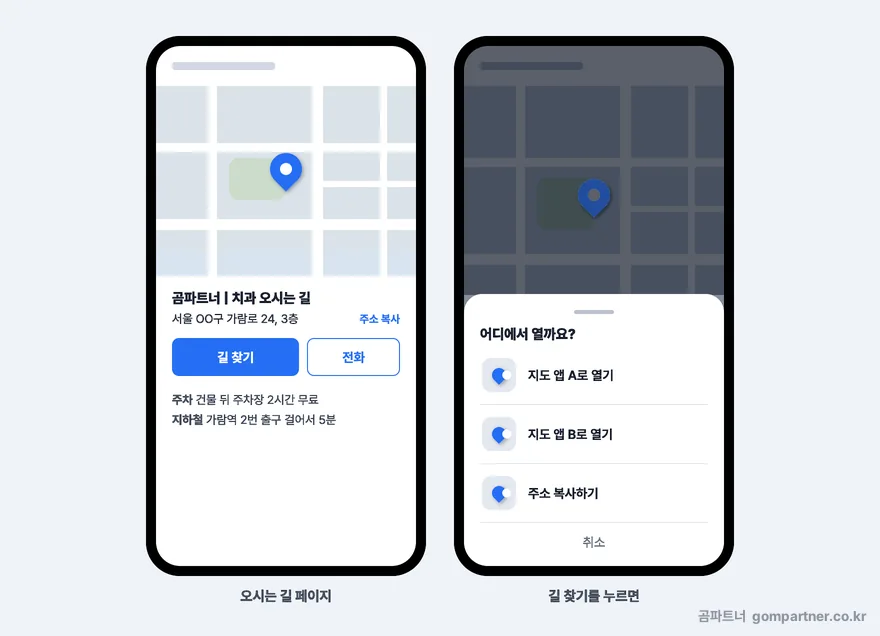 곰파트너 | 치과 오시는 길
서울 OO구 가람로 24, 3층
주소 복사
길 찾기
전화
주차 건물 뒤 주차장 2시간 무료
지하철 가람역 2번 출구 걸어서 5분
오시는 길 페이지
어디에서 열까요?
지도 앱 A로 열기
지도 앱 B로 열기
주소 복사하기
취소
길 찾기를 누르면
곰파트너 gompartner.co.kr